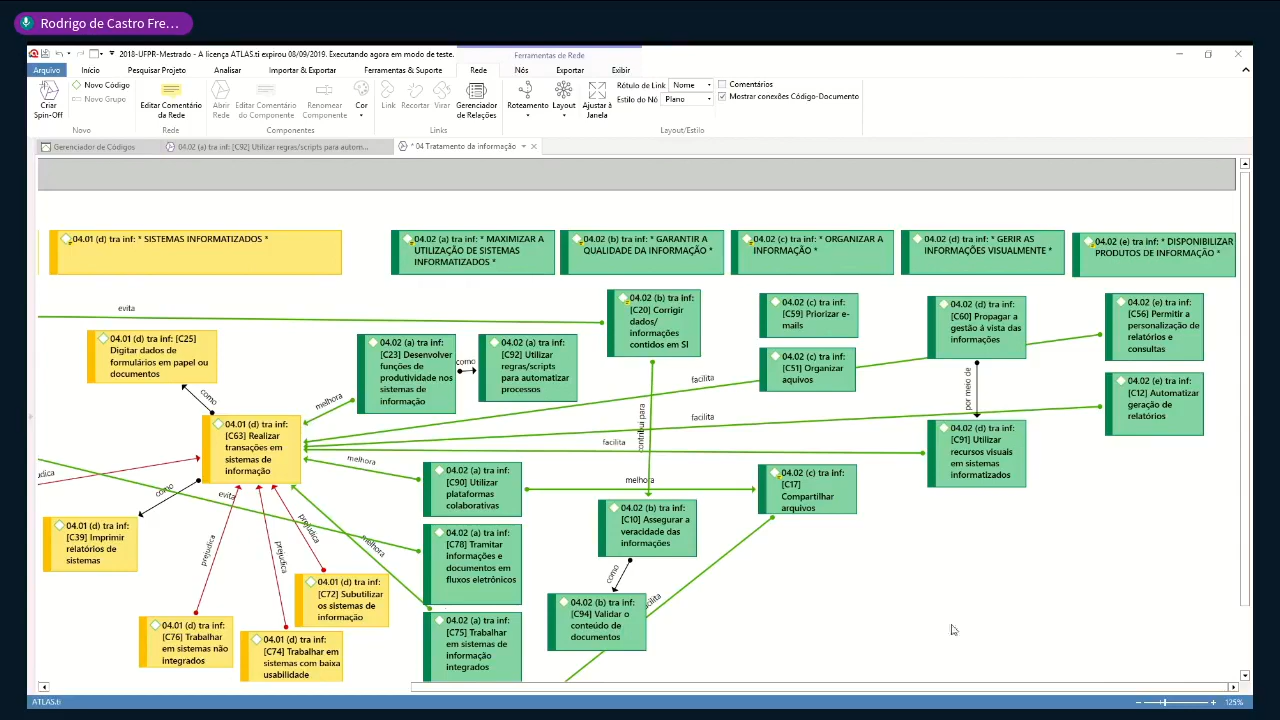 Rodrigo de Castro Fre...
2018-UFPR-Mestrado - A licença ATLAS.ti expirou 08/09/2019. Executando agora em modo de teste.
Ferramentas de Rede
Arquivo Início Pesquisar Projeto Analisar Importar & Exportar Ferramentas & Suporte Rede Nós Exportar Exibir
Criar
Spin-Off
Novo Código
Novo Grupo
Novo
Editar Comentário
da Rede
Rede
Abrir
Rede
Editar Comentário
do Componente
Renomear
Componente
Cor
Componentes
Link
Recortar
Virar
Gerenciador
de Relações
Links
Roteamento
Layout
Ajustar à
Janela
Rótulo de Link Nome
Estilo do Nó Plano
Comentários
Mostrar conexões Código-Documento
Layout/Estilo
Gerenciador de Códigos
04.02 (a) tra inf: [C92] Utilizar regras/scripts para autom...
* 04 Tratamento da informação
04.01 (d) tra inf: * SISTEMAS INFORMATIZADOS *
04.02 (a) tra inf: * MAXIMIZAR A
UTILIZAÇÃO DE SISTEMAS
INFORMATIZADOS *
04.02 (b) tra inf: * GARANTIR A
QUALIDADE DA INFORMAÇÃO *
04.02 (c) tra inf: * ORGANIZAR A
INFORMAÇÃO *
04.02 (d) tra inf: * GERIR AS
INFORMAÇÕES VISUALMENTE *
04.02 (e) tra inf: * DISPONIBILIZAR
PRODUTOS DE INFORMAÇÃO *
evita
04.02 (b) tra inf:
[C20] Corrigir
dados/
informações
contidos em SI
04.02 (c) tra inf:
[C59] Priorizar e-
mails
04.02 (d) tra inf:
[C60] Propagar a
gestão á vista das
informações
04.02 (e) tra inf:
[C56] Permitir a
personalização de
relatórios e
consultas
04.01 (d) tra inf: [C25]
Digitar dados de
formulários em papel ou
documentos
04.02 (a) tra inf:
[C23] Desenvolver
funções de
produtividade nos
sistemas de
informação
como
04.02 (a) tra inf:
[C92] Utilizar
regras/scripts
para automatizar
processos
04.02 (c) tra inf:
[C51] Organizar
aquivos
facilita
por meio de
04.02 (e) tra inf:
[C12] Automatizar
geração de
relatórios
como
melhora
contribui para
facilita
04.01 (d) tra inf:
[C63] Realizar
transações em
sistemas de
informação
facilita
04.02 (d) tra inf:
[C91] Utilizar
recursos visuais
em sistemas
informatizados
melhora
04.02 (a) tra inf:
[C90] Utilizar
plataformas
colaborativas
melhora
04.02 (c) tra inf:
[C17]
Compartilhar
arquivos
udica
como
evita
04.02 (b) tra inf:
[C10] Assegurar a
veracidade das
informações
04.01 (d) tra inf:
[C39] Imprimir
relatórios de
sistemas
prejudica
prejudica
prejudica
melhora
04.02 (a) tra inf:
[C78] Tramitar
informações e
documentos em
fluxos eletrônicos
como
04.01 (d) tra inf:
[C72] Subutilizar
os sistemas de
informação
04.02 (b) tra inf:
[C94] Validar o
conteúdo de
documentos
cilita
04.01 (d) tra inf:
[C76] Trabalhar
em sistemas não
integrados
04.01 (d) tra inf:
[C74] Trabalhar em
sistemas com baixa
usabilidade
04.02 (a) tra inf:
[C75] Trabalhar
em sistemas de
informação
integrados
ATLAS.ti
125%